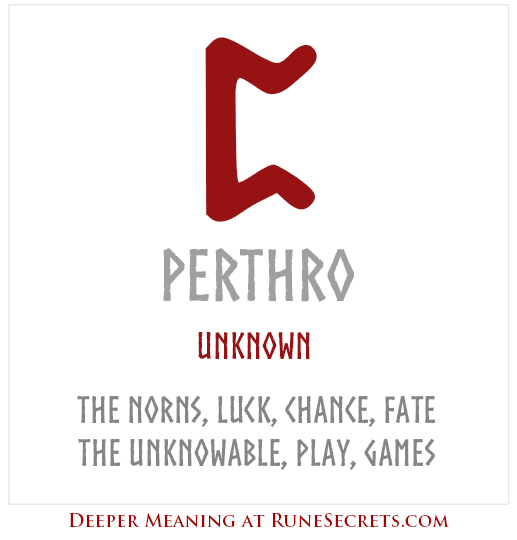 ᛈ
PERTHRO
UNKNOWN
THE NORNS, LUCK, CHANCE, FATE
THE UNKNOWABLE, PLAY, GAMES
DEEPER MEANING AT RUNESECRETS.COM